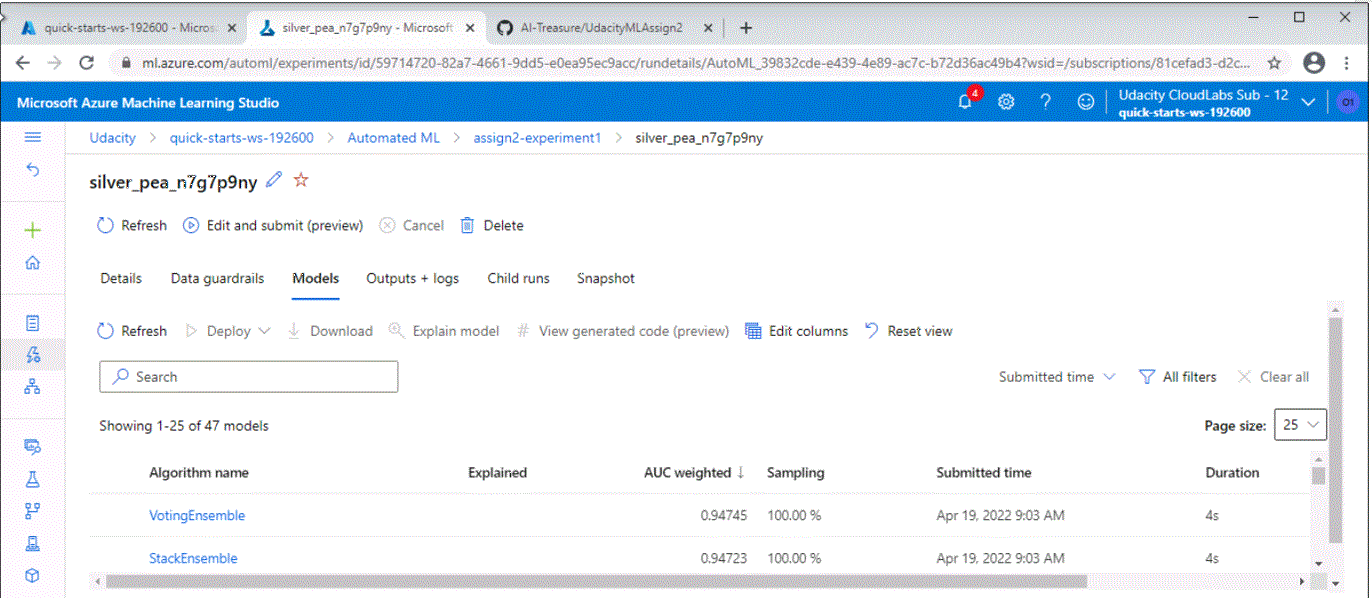 quick-starts-ws-192600 - Micros
silver_pea_n7g7p9ny - Microsoft
AI-Treasure/UdacityMLAssign2
ml.azure.com/automl/experiments/id/59714720-82a7-4661-9dd5-e0ea95ec9acc/rundetails/AutoML_39832cde-e439-4e89-ac7c-b72d36ac49b4?wsid=/subscriptions/81cefad3-d2c...
Microsoft Azure Machine Learning Studio
4
Udacity CloudLabs Sub - 12
quick-starts-ws-192600
O1
Udacity > quick-starts-ws-192600 > Automated ML > assign2-experiment1 > silver_pea_n7g7p9ny
silver_pea_n7g7p9ny
Refresh Edit and submit (preview) Cancel Delete
Details Data guardrails Models Outputs + logs Child runs Snapshot
Refresh Deploy Download Explain model # View generated code (preview) Edit columns Reset view
Search
Submitted time All filters Clear all
Showing 1-25 of 47 models
Page size: 25
Algorithm name Explained AUC weighted ↓ Sampling Submitted time Duration
VotingEnsemble 0.94745 100.00 % Apr 19, 2022 9:03 AM 4s
StackEnsemble 0.94723 100.00 % Apr 19, 2022 9:03 AM 4s